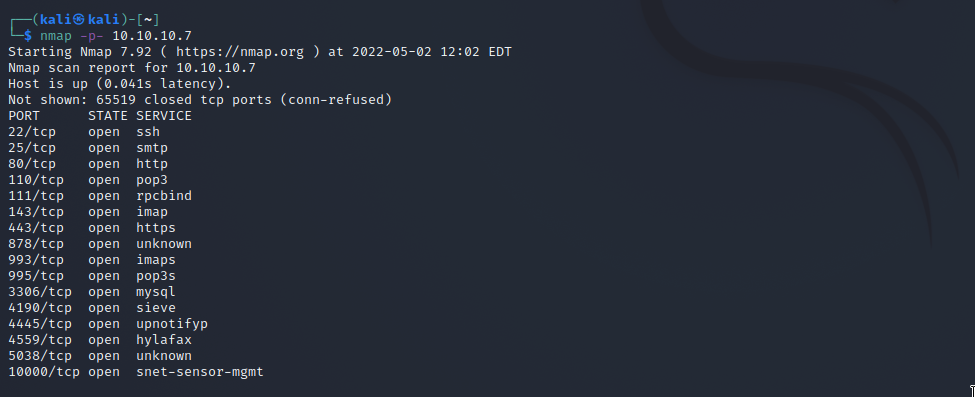 ┌──(kali㉿kali)-[~]
└─$ nmap -p- 10.10.10.7
Starting Nmap 7.92 ( https://nmap.org ) at 2022-05-02 12:02 EDT
Nmap scan report for 10.10.10.7
Host is up (0.041s latency).
Not shown: 65519 closed tcp ports (conn-refused)
PORT      STATE SERVICE
22/tcp    open  ssh
25/tcp    open  smtp
80/tcp    open  http
110/tcp   open  pop3
111/tcp   open  rpcbind
143/tcp   open  imap
443/tcp   open  https
878/tcp   open  unknown
993/tcp   open  imaps
995/tcp   open  pop3s
3306/tcp  open  mysql
4190/tcp  open  sieve
4445/tcp  open  upnotifyp
4559/tcp  open  hylafax
5038/tcp  open  unknown
10000/tcp open  snet-sensor-mgmt